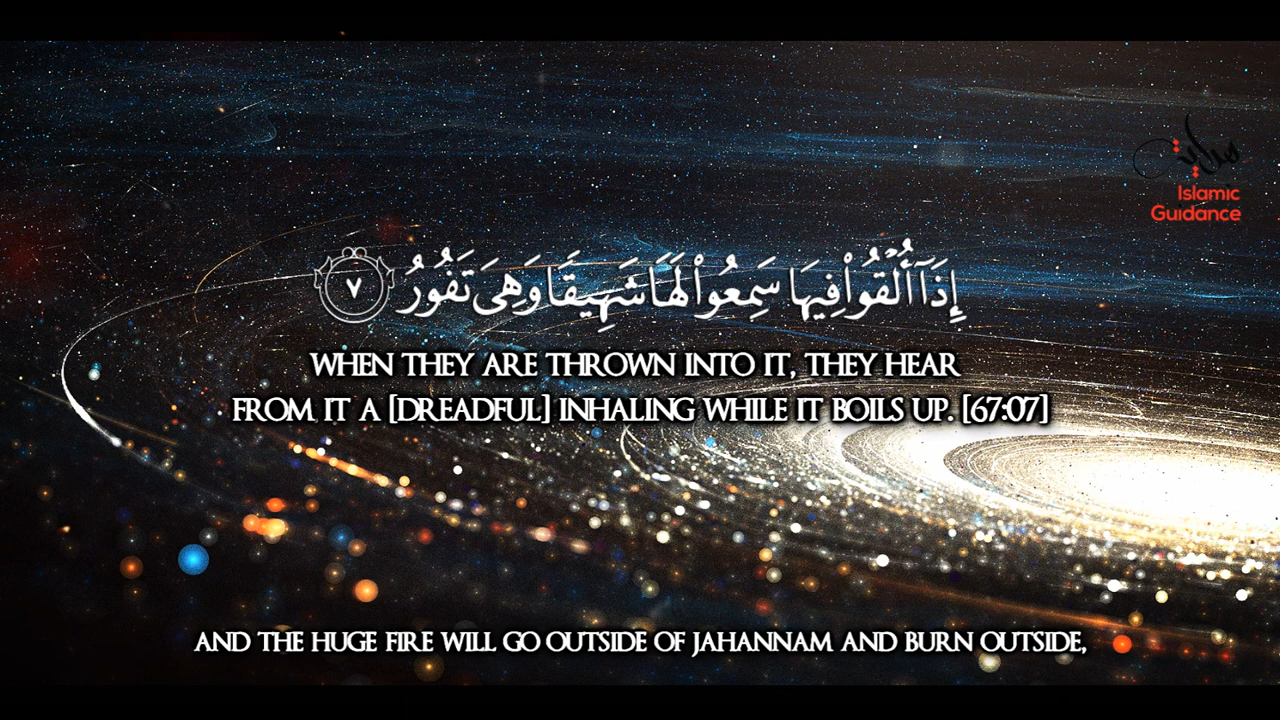 هداية
Islamic
Guidance
إِذَآ أُلْقُوا۟ فِيهَا سَمِعُوا۟ لَهَا شَهِيقًا وَهِىَ تَفُورُ ٧
WHEN THEY ARE THROWN INTO IT, THEY HEAR
FROM IT A [DREADFUL] INHALING WHILE IT BOILS UP. [67:07]
AND THE HUGE FIRE WILL GO OUTSIDE OF JAHANNAM AND BURN OUTSIDE,